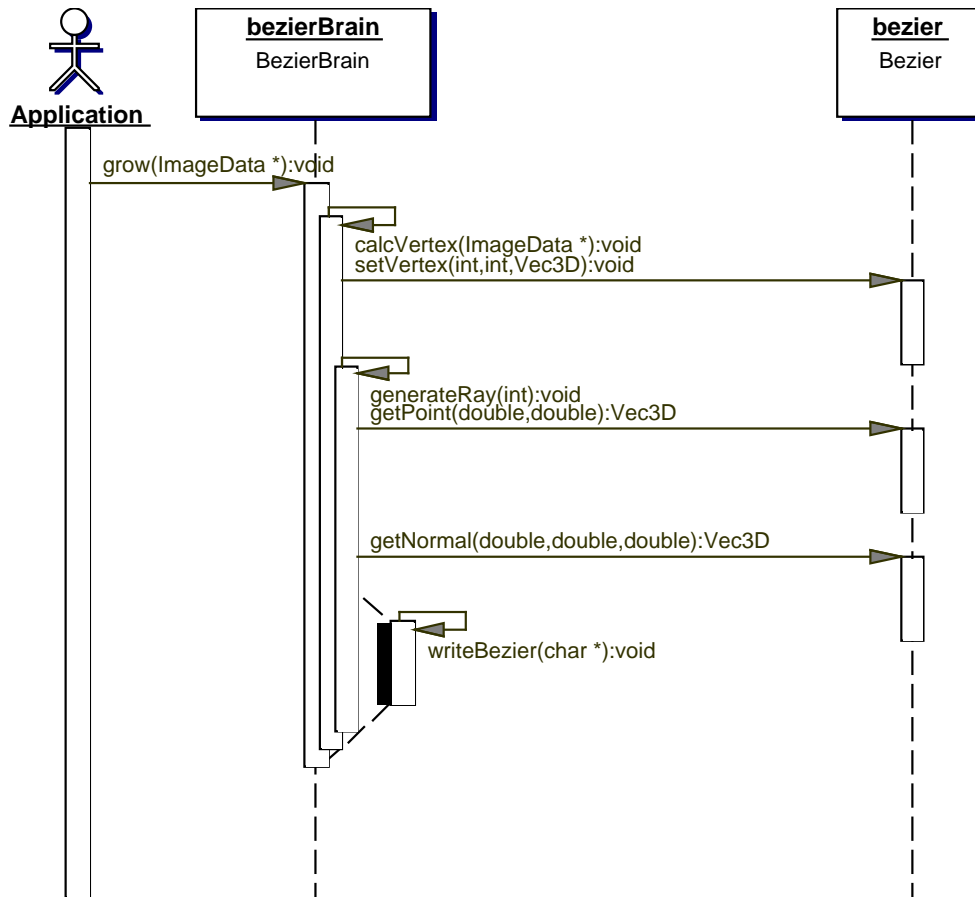 Application
bezierBrain
BezierBrain
bezier
Bezier
grow(ImageData *):void
calcVertex(ImageData *):void
setVertex(int,int,Vec3D):void
generateRay(int):void
getPoint(double,double):Vec3D
getNormal(double,double,double):Vec3D
writeBezier(char *):void